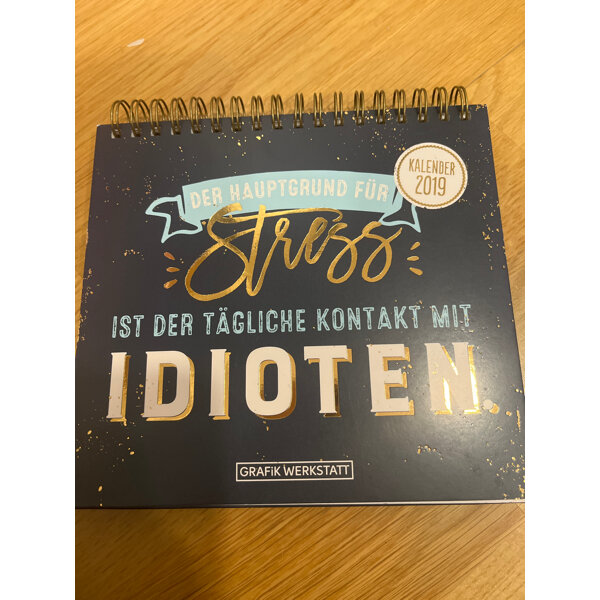 KALENDER
2019
DER HAUPTGRUND FÜR
Stress
IST DER TÄGLICHE KONTAKT MIT
IDIOTEN
GRAFiK WERKSTATT